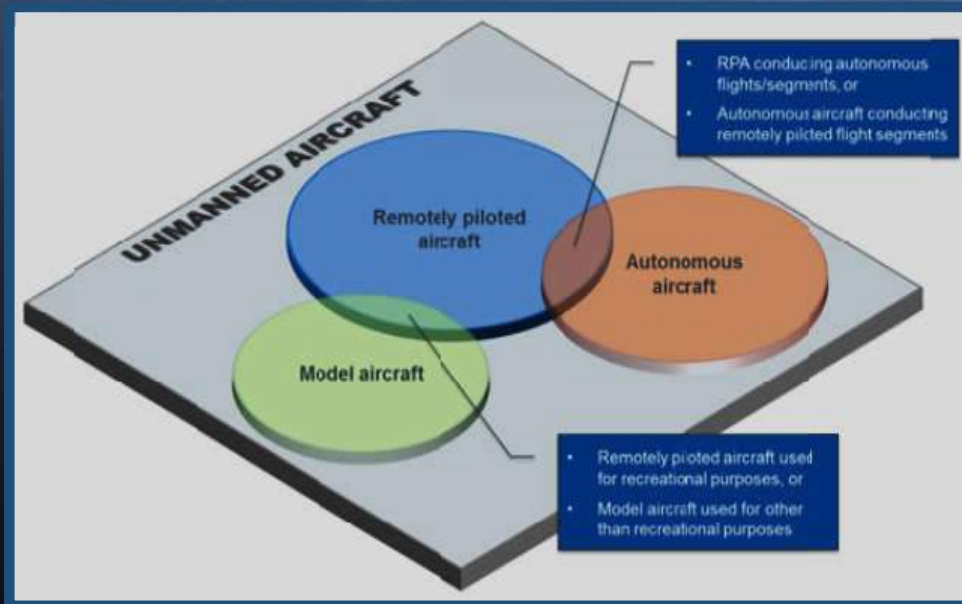 UNMANNED AIRCRAFT
• RPA conducing autonomous
flights/segments, or
• Autonomous aircraft conducting
remotely pilcted flight segments
Remotely piloted
aircraft
Autonomous
aircraft
Model aircraft
• Remotely piloted aircraft used
for recreational purposes, or
• Model aircraft used for other
than recreational purposes